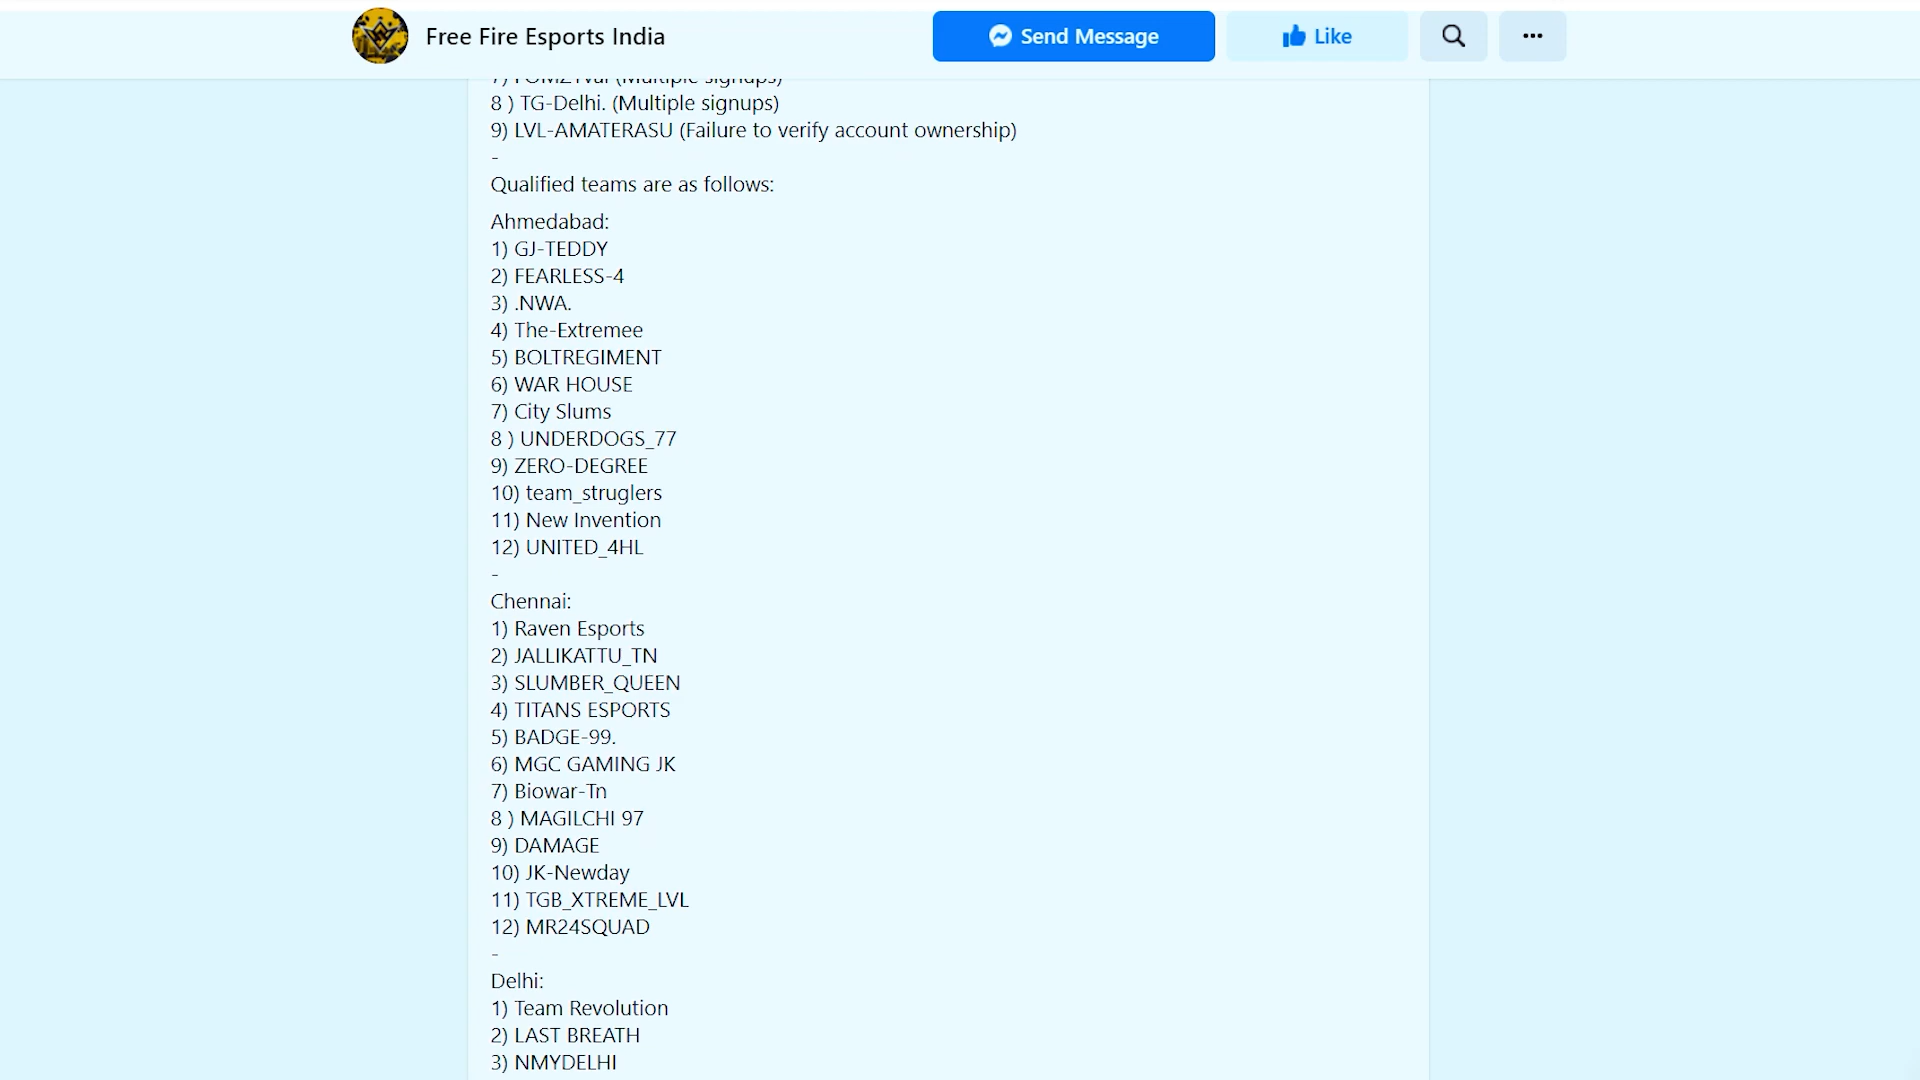 Free Fire Esports India
Send Message
Like
(Multiple signups)
8 ) TG-Delhi. (Multiple signups)
9) LVL-AMATERASU (Failure to verify account ownership)
-
Qualified teams are as follows:
Ahmedabad:
1) GJ-TEDDY
2) FEARLESS-4
3) .NWA.
4) The-Extremee
5) BOLTREGIMENT
6) WAR HOUSE
7) City Slums
8 ) UNDERDOGS_77
9) ZERO-DEGREE
10) team_struglers
11) New Invention
12) UNITED_4HL
-
Chennai:
1) Raven Esports
2) JALLIKATTU_TN
3) SLUMBER_QUEEN
4) TITANS ESPORTS
5) BADGE-99.
6) MGC GAMING JK
7) Biowar-Tn
8 ) MAGILCHI 97
9) DAMAGE
10) JK-Newday
11) TGB_XTREME_LVL
12) MR24SQUAD
-
Delhi:
1) Team Revolution
2) LAST BREATH
3) NMYDELHI